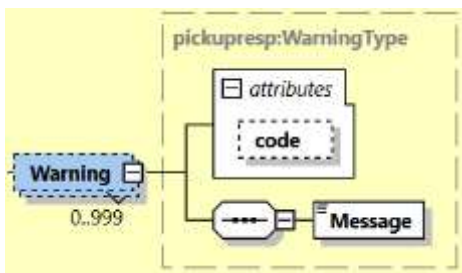 pickupresp:WarningType
attributes
code
Warning
0..999
Message